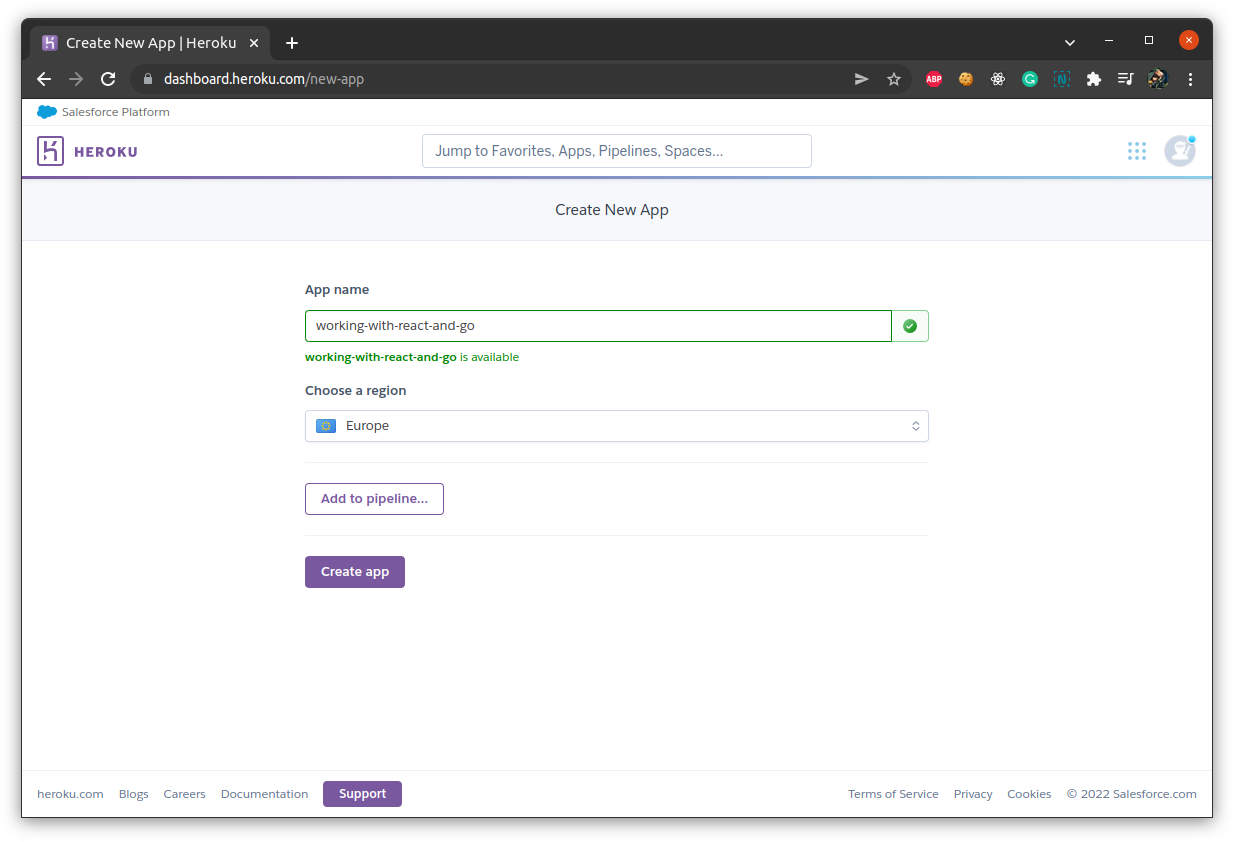 Create New App | Heroku
dashboard.heroku.com/new-app
ABP
G
N
Salesforce Platform
HEROKU
Jump to Favorites, Apps, Pipelines, Spaces...
Create New App
App name
working-with-react-and-go
working-with-react-and-go is available
Choose a region
Europe
Add to pipeline...
Create app
heroku.com Blogs Careers Documentation Support Terms of Service Privacy Cookies © 2022 Salesforce.com